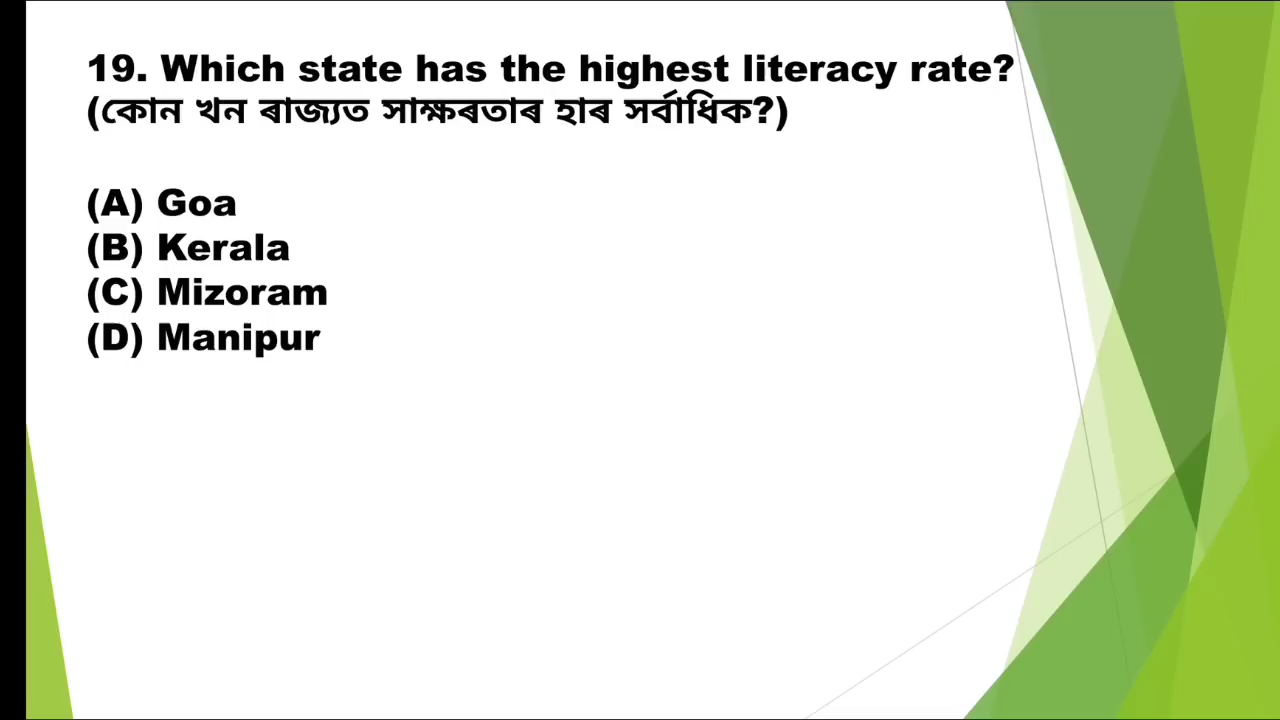 19. Which state has the highest literacy rate?
(কোন খন ৰাজ্যত সাক্ষৰতাৰ হাৰ সৰ্বাধিক?)
(A) Goa
(B) Kerala
(C) Mizoram
(D) Manipur